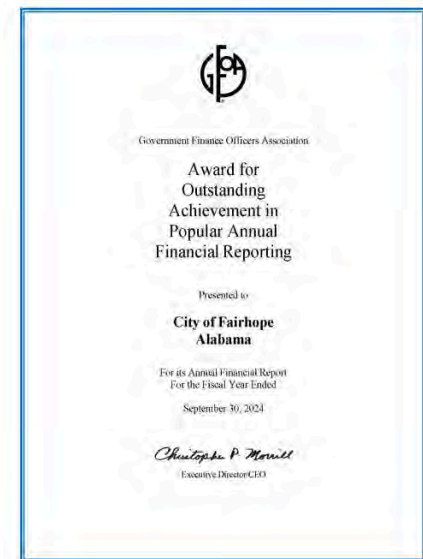 GFOA
Government Finance Officers Association
Award for
Outstanding
Achievement in
Popular Annual
Financial Reporting
Presented to
City of Fairhope
Alabama
For its Annual Financial Report
For the Fiscal Year Ended
September 30, 2024
Christopher P. Morrill
Executive Director/CEO